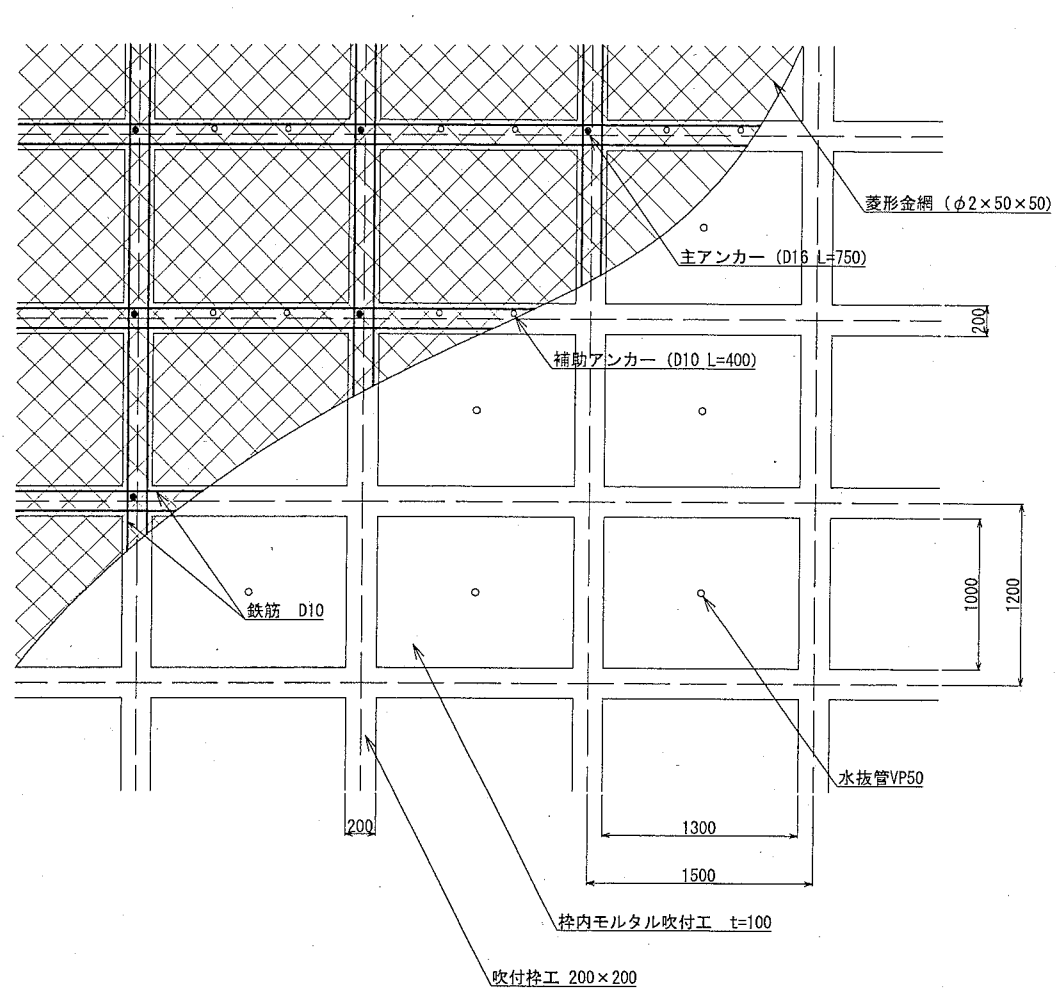 菱形金網 (φ2×50×50)
主アンカー (D16 L=750)
200
補助アンカー (D10 L=400)
鉄筋 D10
1000
1200
水抜管VP50
200
1300
1500
枠内モルタル吹付工 t=100
吹付枠工 200×200